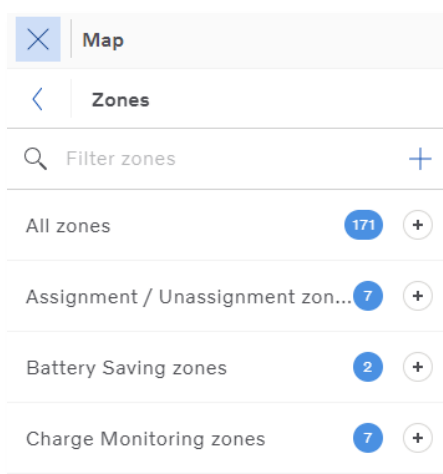 Map
Zones
Filter zones
All zones 171
Assignment / Unassignment zon... 7
Battery Saving zones 2
Charge Monitoring zones 7